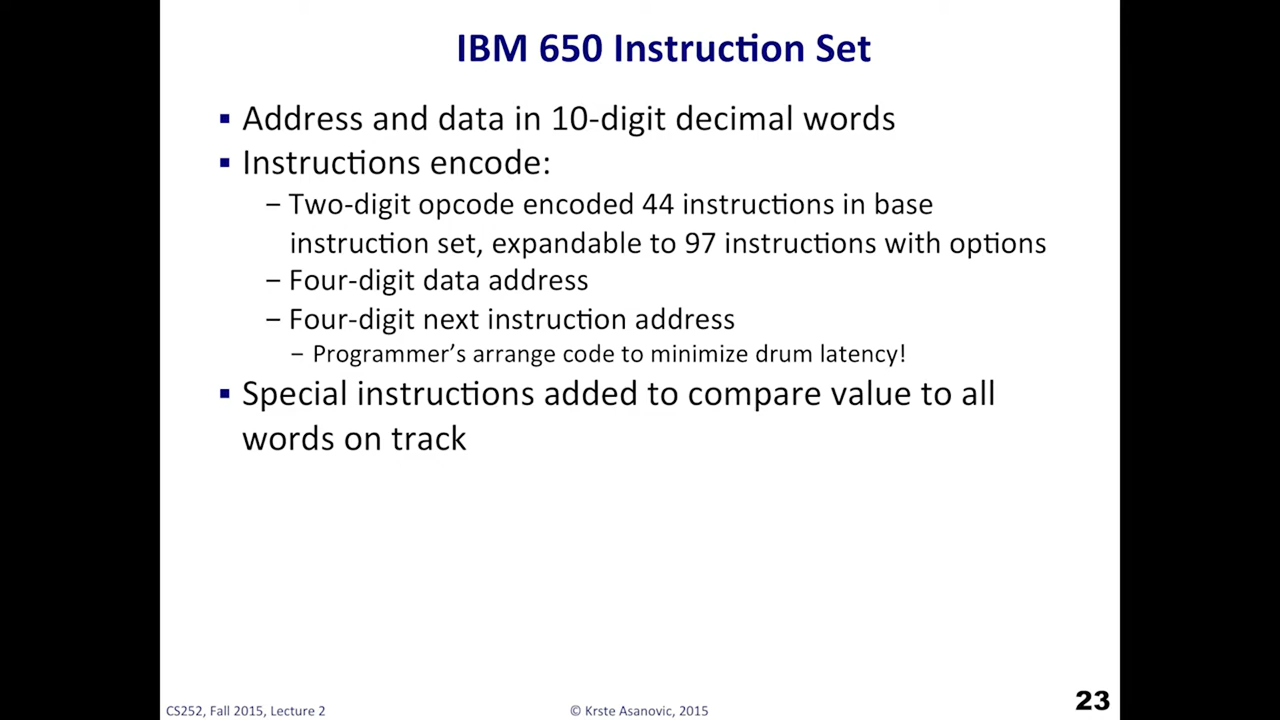 IBM 650 Instruction Set
▪ Address and data in 10-digit decimal words
▪ Instructions encode:
– Two-digit opcode encoded 44 instructions in base
instruction set, expandable to 97 instructions with options
– Four-digit data address
– Four-digit next instruction address
– Programmer’s arrange code to minimize drum latency!
▪ Special instructions added to compare value to all
words on track
CS252, Fall 2015, Lecture 2
© Krste Asanovic, 2015
23